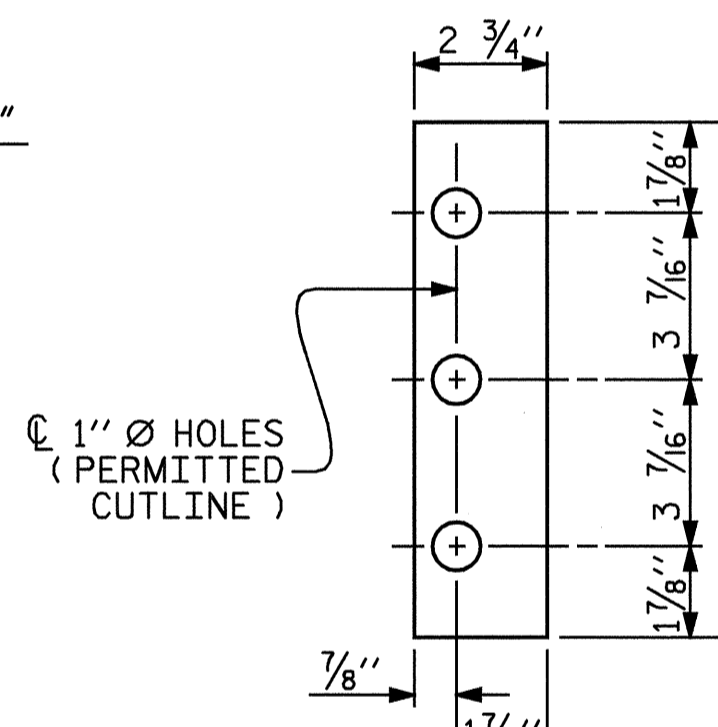 2 3/4"
"
1 7/8"
3 7/16"
℄ 1" Ø HOLES
( PERMITTED
CUTLINE )
3 7/16"
1 7/8"
7/8"